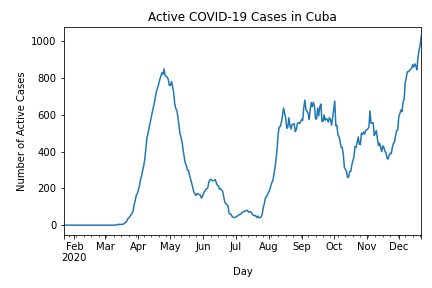 Active COVID-19 Cases in Cuba
Number of Active Cases
1000
800
600
400
200
0
Feb Mar Apr May Jun Jul Aug Sep Oct Nov Dec
2020
Day